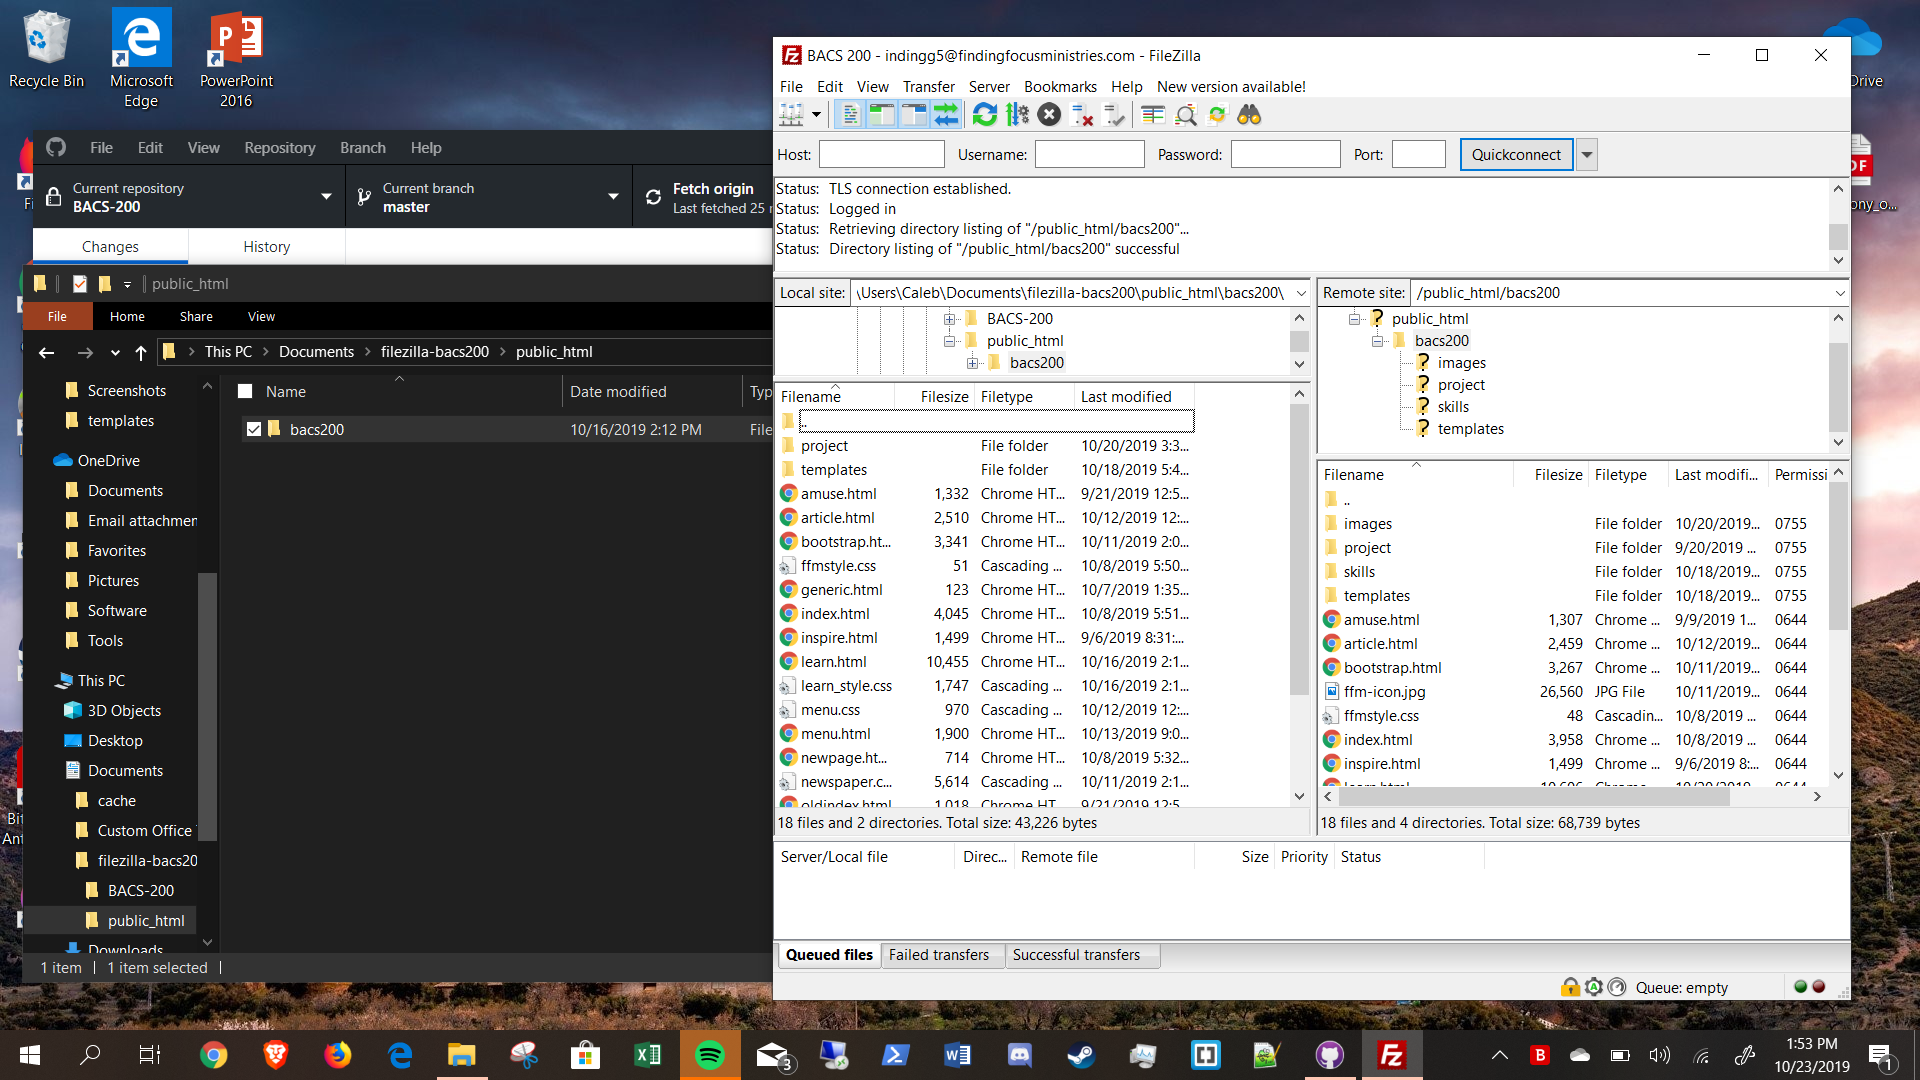 Recycle Bin
Microsoft Edge
PowerPoint 2016
File Edit View Repository Branch Help
Current repository
BACS-200
Current branch
master
Fetch origin
Last fetched 25
Changes
History
public_html
File Home Share View
This PC > Documents > filezilla-bacs200 > public_html
Screenshots
templates
OneDrive
Documents
Email attachmen
Favorites
Pictures
Software
Tools
This PC
3D Objects
Desktop
Documents
cache
Custom Office
filezilla-bacs20
BACS-200
public_html
Downloads
Name Date modified Typ
bacs200 10/16/2019 2:12 PM File
1 item | 1 item selected |
BACS 200 - indingg5@findingfocusministries.com - FileZilla
File Edit View Transfer Server Bookmarks Help New version available!
Host: Username: Password: Port: Quickconnect
Status: TLS connection established.
Status: Logged in
Status: Retrieving directory listing of "/public_html/bacs200"...
Status: Directory listing of "/public_html/bacs200" successful
Local site: \Users\Caleb\Documents\filezilla-bacs200\public_html\bacs200\
BACS-200
public_html
bacs200
Filename Filesize Filetype Last modified
..
project File folder 10/20/2019 3:3...
templates File folder 10/18/2019 5:4...
amuse.html 1,332 Chrome HT... 9/21/2019 12:5...
article.html 2,510 Chrome HT... 10/12/2019 12:...
bootstrap.ht... 3,341 Chrome HT... 10/11/2019 2:0...
ffmstyle.css 51 Cascading ... 10/8/2019 5:50...
generic.html 123 Chrome HT... 10/7/2019 1:35...
index.html 4,045 Chrome HT... 10/8/2019 5:51...
inspire.html 1,499 Chrome HT... 9/6/2019 8:31:...
learn.html 10,455 Chrome HT... 10/16/2019 2:1...
learn_style.css 1,747 Cascading ... 10/16/2019 2:1...
menu.css 970 Cascading ... 10/12/2019 12:...
menu.html 1,900 Chrome HT... 10/13/2019 9:0...
newpage.ht... 714 Chrome HT... 10/8/2019 5:32...
newspaper.c... 5,614 Cascading ... 10/11/2019 2:1...
oldindex.html 1,018 Chrome HT... 9/21/2019 12:5...
18 files and 2 directories. Total size: 43,226 bytes
Remote site: /public_html/bacs200
public_html
bacs200
images
project
skills
templates
Filename Filesize Filetype Last modifi... Permissi
..
images File folder 10/20/2019... 0755
project File folder 9/20/2019 ... 0755
skills File folder 10/18/2019... 0755
templates File folder 10/18/2019... 0755
amuse.html 1,307 Chrome ... 9/9/2019 1... 0644
article.html 2,459 Chrome ... 10/12/2019... 0644
bootstrap.html 3,267 Chrome ... 10/11/2019... 0644
ffm-icon.jpg 26,560 JPG File 10/11/2019... 0644
ffmstyle.css 48 Cascadin... 10/8/2019 ... 0644
index.html 3,958 Chrome ... 10/8/2019 ... 0644
inspire.html 1,499 Chrome ... 9/6/2019 8:... 0644
18 files and 4 directories. Total size: 68,739 bytes
Server/Local file Direc... Remote file Size Priority Status
Queued files Failed transfers Successful transfers
Queue: empty
Drive
DF
ony_o...
Bit
Ant
3
1:53 PM
10/23/2019
1